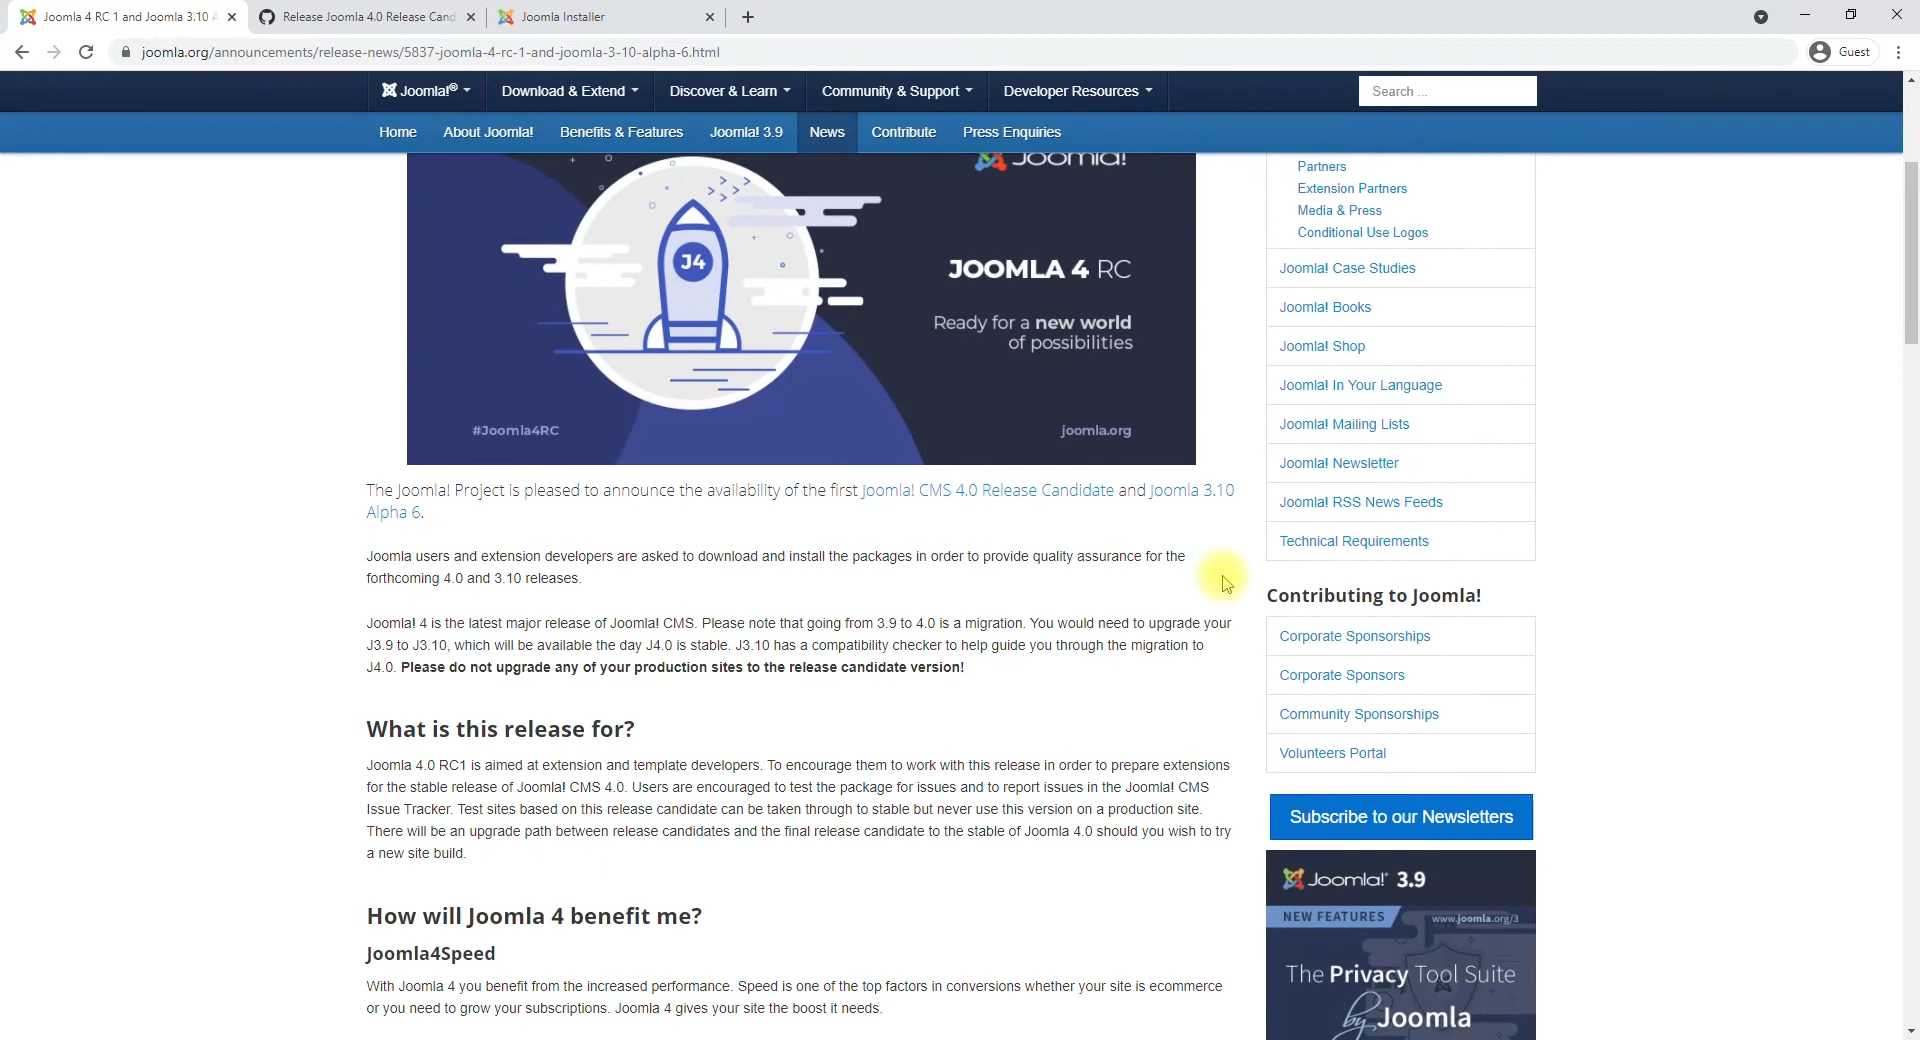 Joomla 4 RC 1 and Joomla 3.10 A
Release Joomla 4.0 Release Cand
Joomla Installer
joomla.org/announcements/release-news/5837-joomla-4-rc-1-and-joomla-3-10-alpha-6.html
Guest
Joomla!® Download & Extend Discover & Learn Community & Support Developer Resources
Search ...
Home About Joomla! Benefits & Features Joomla! 3.9 News Contribute Press Enquiries
Joomla!
J4
JOOMLA 4 RC
Ready for a new world
of possibilities
#Joomla4RC
joomla.org
The Joomla! Project is pleased to announce the availability of the first Joomla! CMS 4.0 Release Candidate and Joomla 3.10
Alpha 6.
Joomla users and extension developers are asked to download and install the packages in order to provide quality assurance for the
forthcoming 4.0 and 3.10 releases.
Joomla! 4 is the latest major release of Joomla! CMS. Please note that going from 3.9 to 4.0 is a migration. You would need to upgrade your
J3.9 to J3.10, which will be available the day J4.0 is stable. J3.10 has a compatibility checker to help guide you through the migration to
J4.0. Please do not upgrade any of your production sites to the release candidate version!
What is this release for?
Joomla 4.0 RC1 is aimed at extension and template developers. To encourage them to work with this release in order to prepare extensions
for the stable release of Joomla! CMS 4.0. Users are encouraged to test the package for issues and to report issues in the Joomla! CMS
Issue Tracker. Test sites based on this release candidate can be taken through to stable but never use this version on a production site.
There will be an upgrade path between release candidates and the final release candidate to the stable of Joomla 4.0 should you wish to try
a new site build.
How will Joomla 4 benefit me?
Joomla4Speed
With Joomla 4 you benefit from the increased performance. Speed is one of the top factors in conversions whether your site is ecommerce
or you need to grow your subscriptions. Joomla 4 gives your site the boost it needs.
Partners
Extension Partners
Media & Press
Conditional Use Logos
Joomla! Case Studies
Joomla! Books
Joomla! Shop
Joomla! In Your Language
Joomla! Mailing Lists
Joomla! Newsletter
Joomla! RSS News Feeds
Technical Requirements
Contributing to Joomla!
Corporate Sponsorships
Corporate Sponsors
Community Sponsorships
Volunteers Portal
Subscribe to our Newsletters
Joomla! 3.9
NEW FEATURES www.joomla.org/3
The Privacy Tool Suite
by Joomla